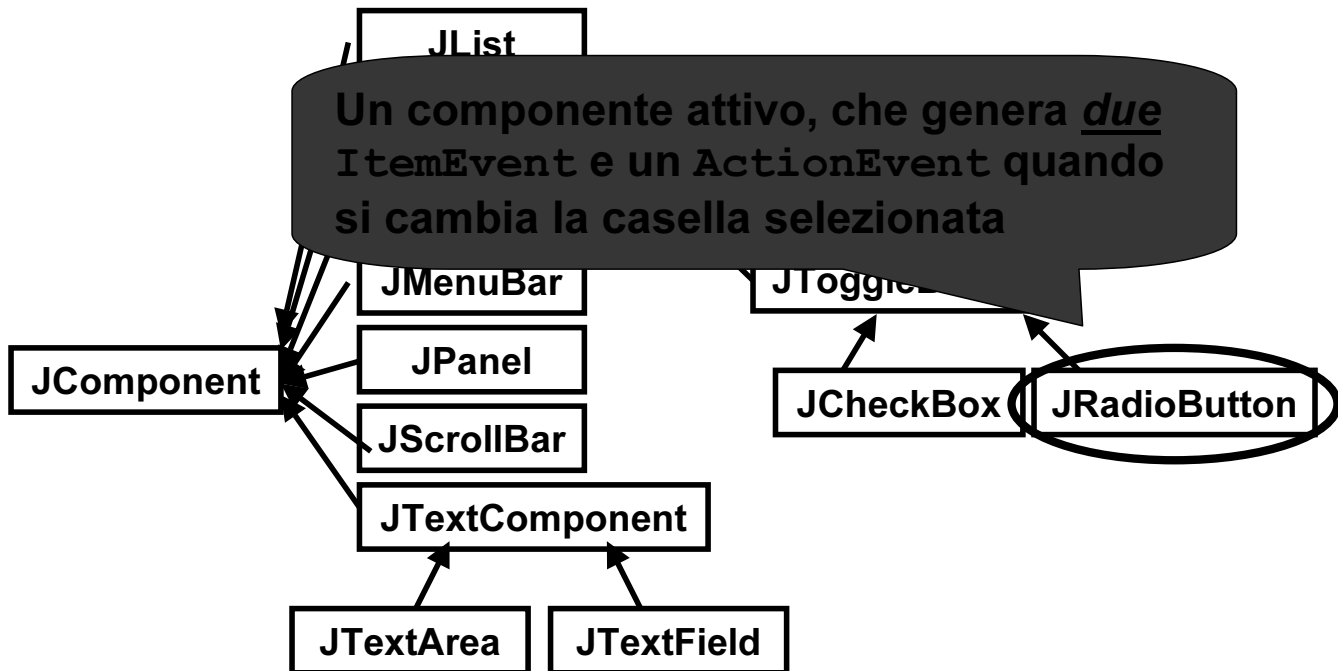 JList
Un componente attivo, che genera due
ItemEvent e un ActionEvent quando
si cambia la casella selezionata
JMenuBar
JPanel
JComponent
JCheckBox
JRadioButton
JScrollBar
JTextComponent
JTextArea
JTextField